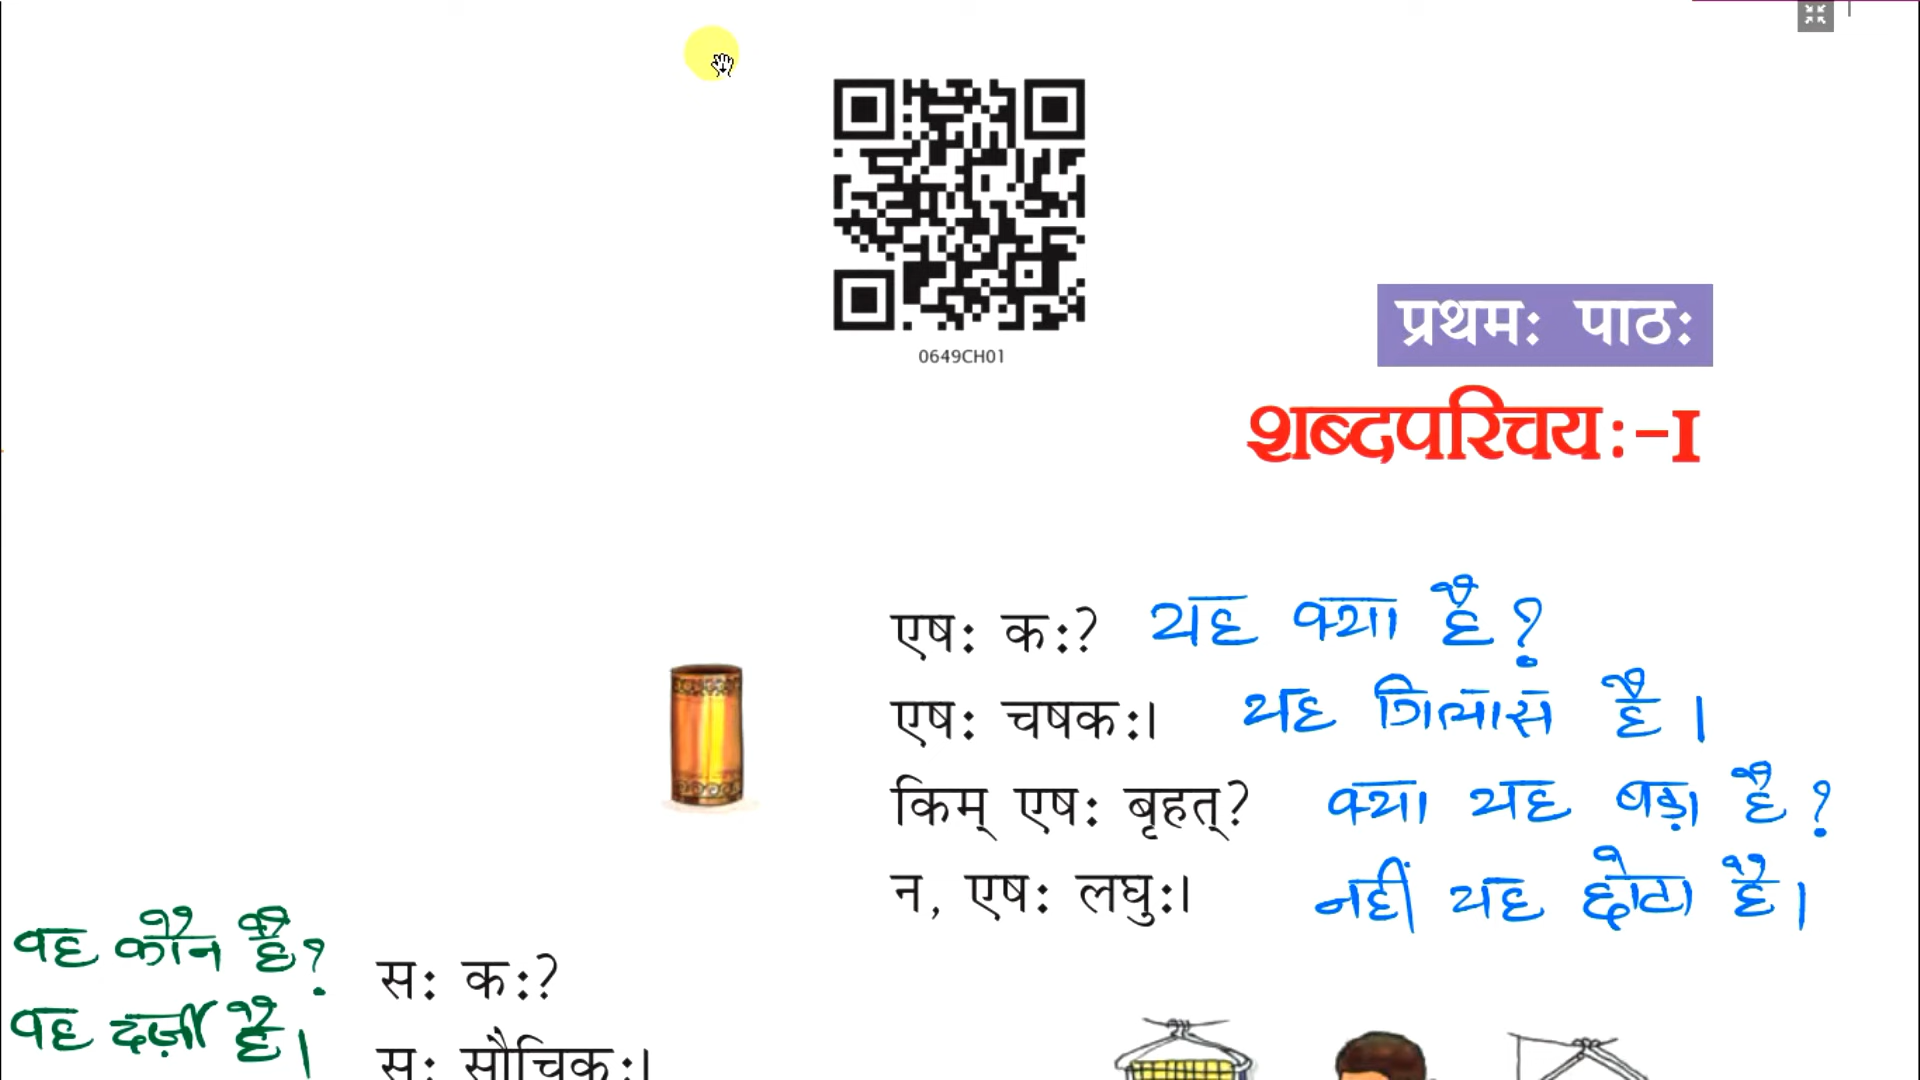 0649CH01
प्रथमः पाठः
शब्दपरिचयः-I
एषः कः? यह क्या है?
एषः चषकः। यह गिलास है।
किम् एषः बृहत्? क्या यह बड़ा है?
न, एषः लघुः। नहीं यह छोटा है।
वह कौन है? सः कः?
वह दर्ज़ी है। सः सौचिकः।